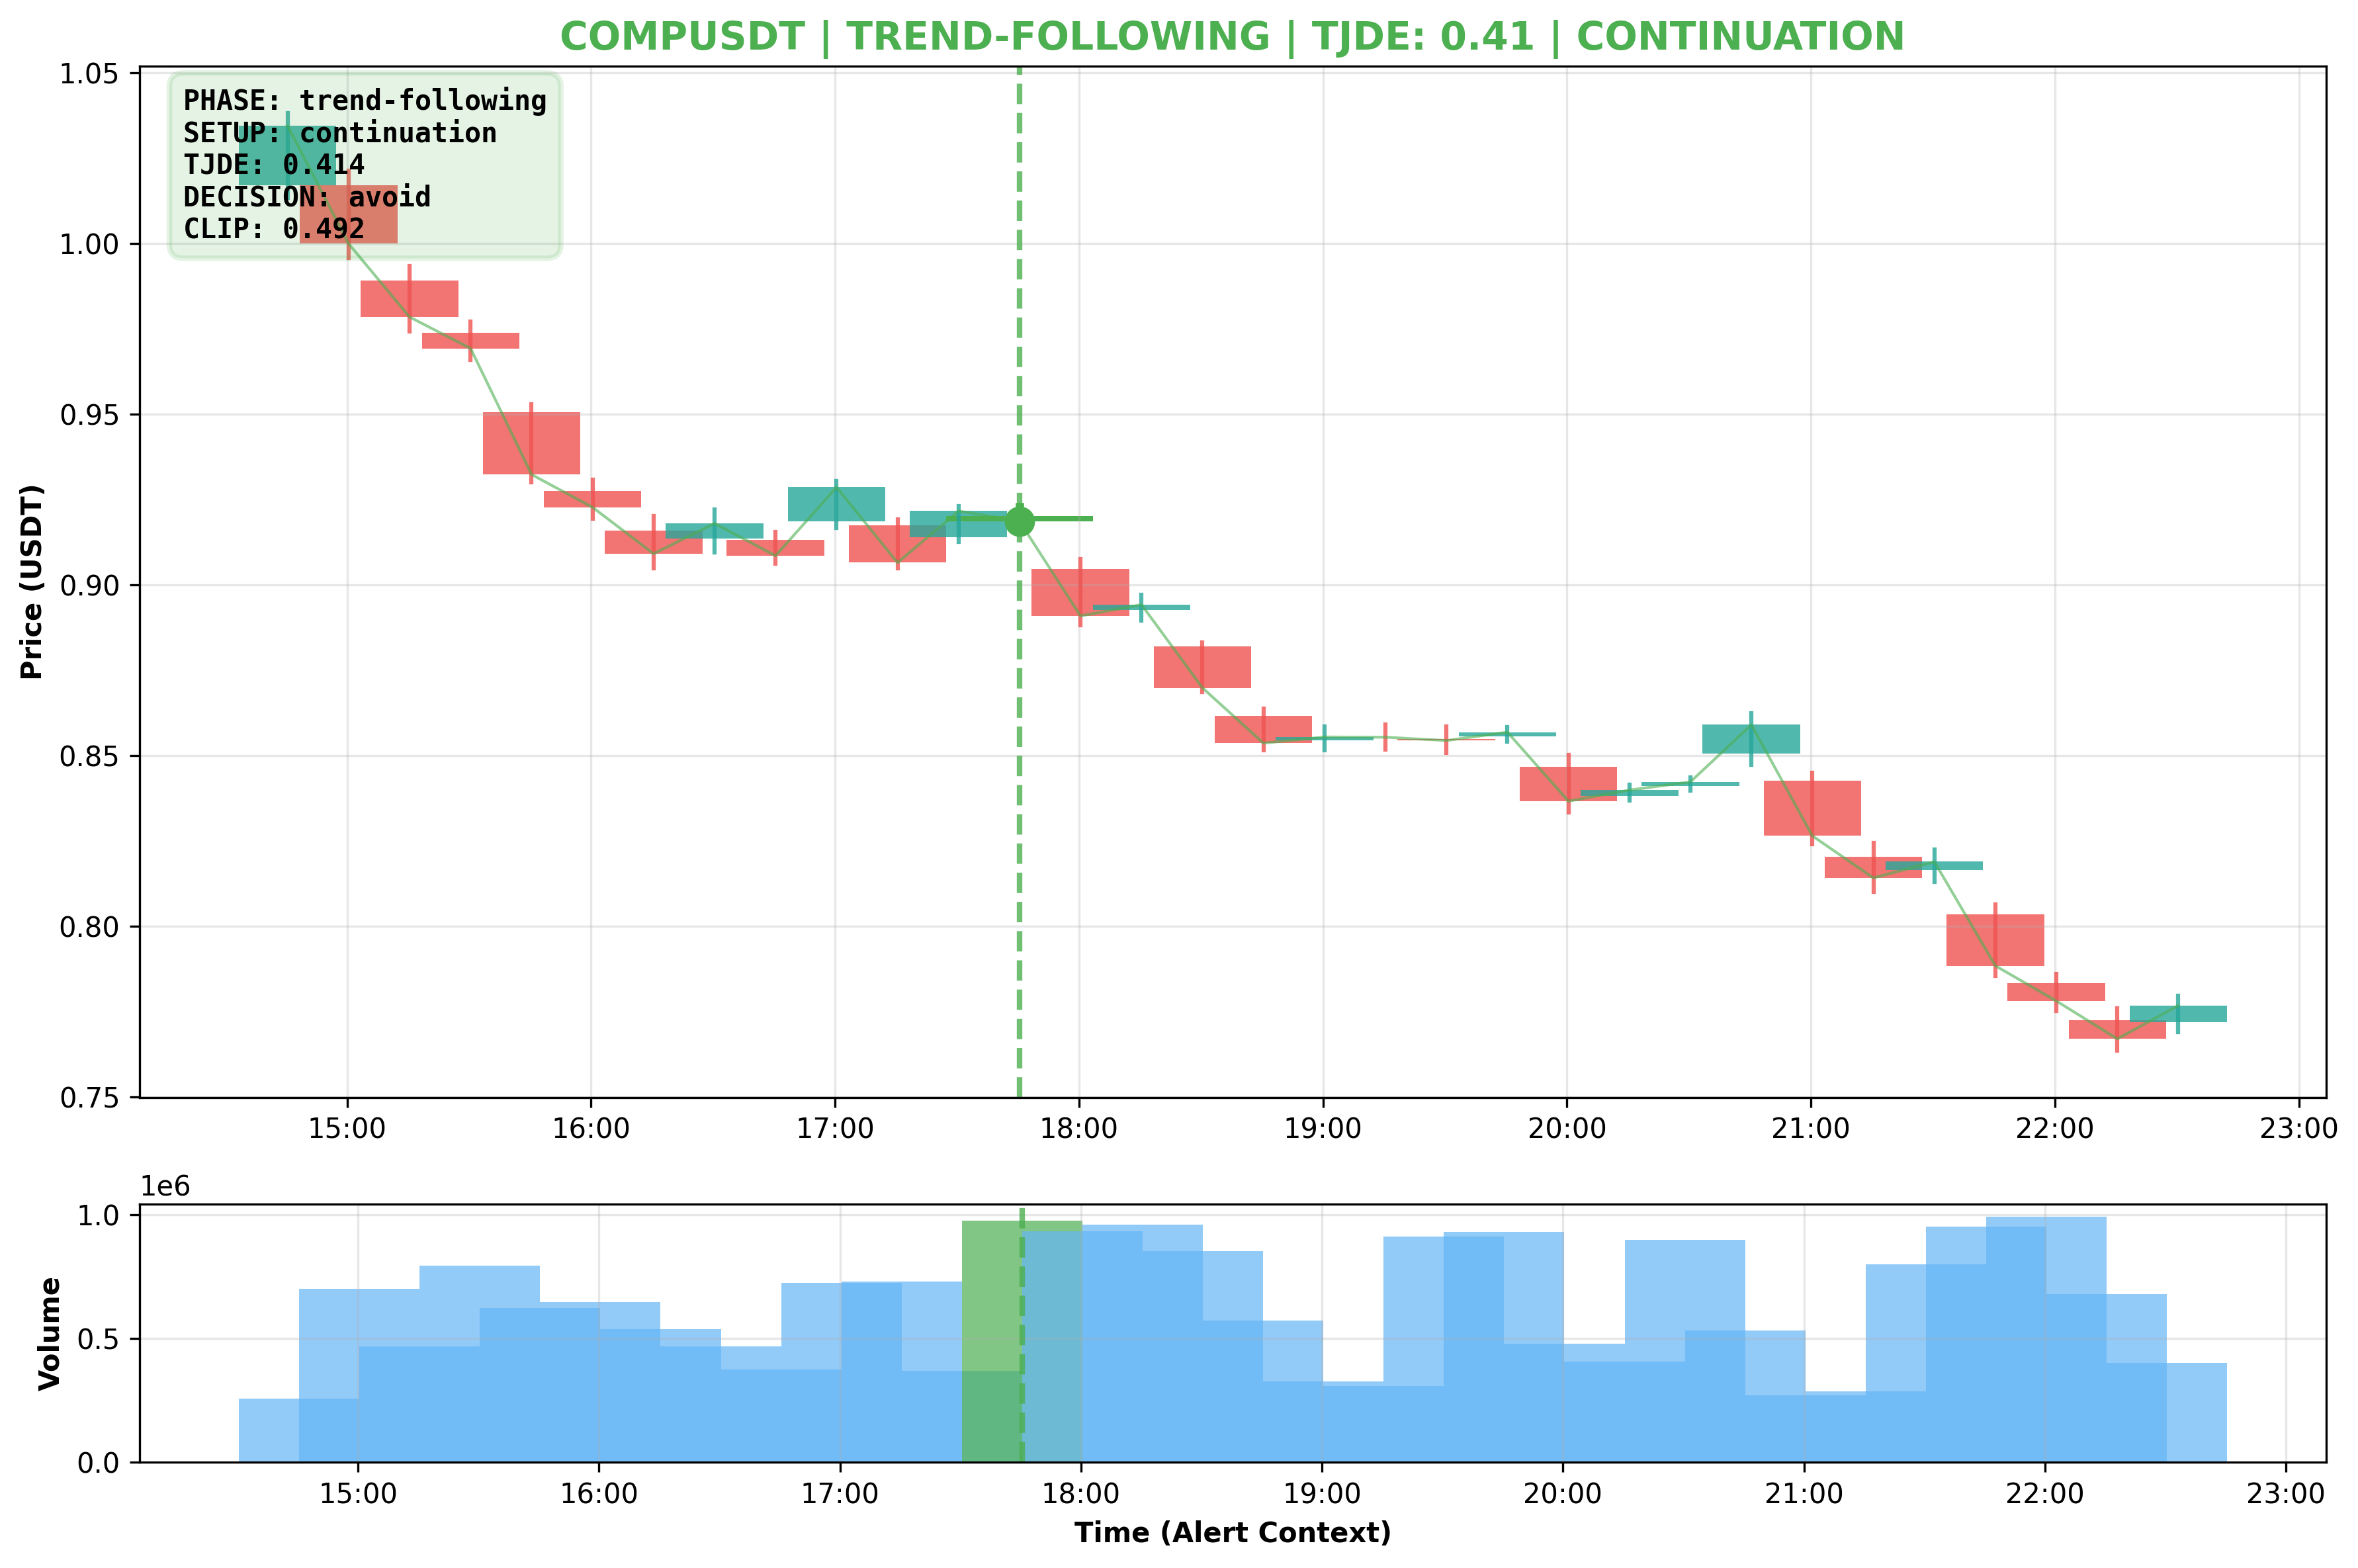 COMPUSDT | TREND-FOLLOWING | TJDE: 0.41 | CONTINUATION
PHASE: trend-following
SETUP: continuation
TJDE: 0.414
DECISION: avoid
CLIP: 0.492
Price (USDT)
1.05
1.00
0.95
0.90
0.85
0.80
0.75
15:00 16:00 17:00 18:00 19:00 20:00 21:00 22:00 23:00
1e6
Volume
1.0
0.5
0.0
15:00 16:00 17:00 18:00 19:00 20:00 21:00 22:00 23:00
Time (Alert Context)